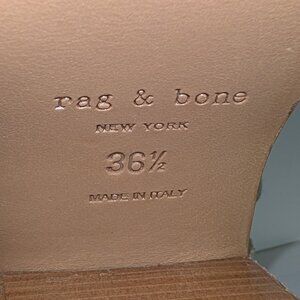 rag & bone
NEW YORK
36½
MADE IN ITALY